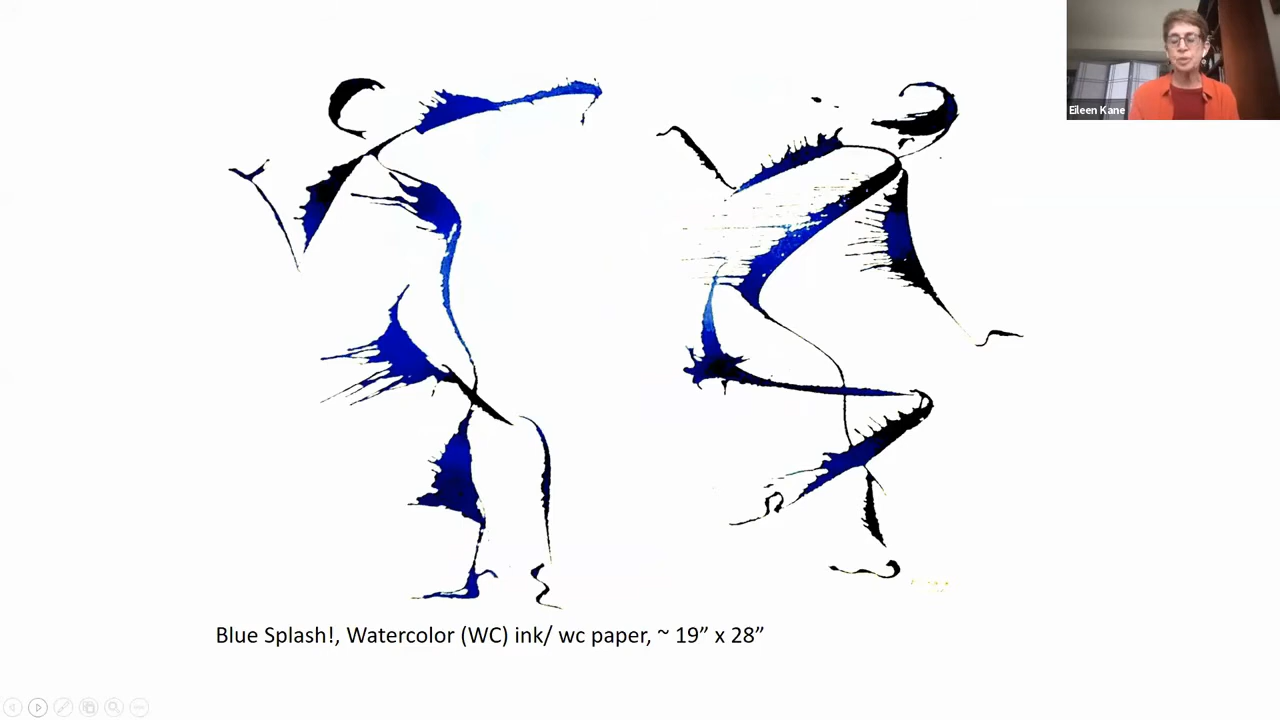 Eileen Kane
Blue Splash!, Watercolor (WC) ink/ wc paper, ~ 19” x 28”